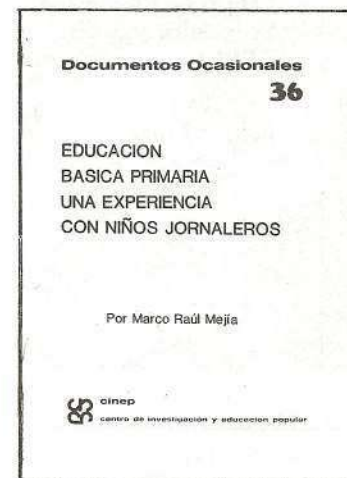 Documentos Ocasionales
36
EDUCACION
BASICA PRIMARIA
UNA EXPERIENCIA
CON NIÑOS JORNALEROS
Por Marco Raúl Mejía
cinep
centro de investigación y educacion popular